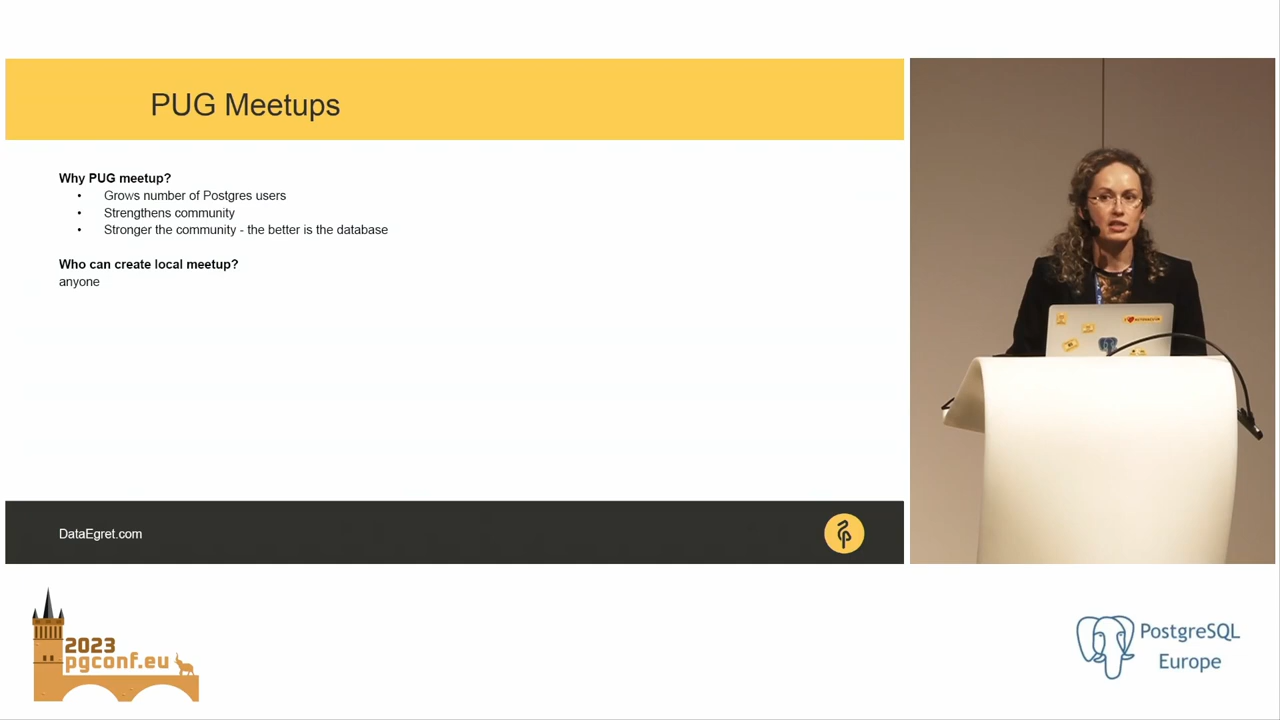 PUG Meetups
Why PUG meetup?
• Grows number of Postgres users
• Strengthens community
• Stronger the community - the better is the database
Who can create local meetup?
anyone
DataEgret.com
2023
pgconf.eu
PostgreSQL
Europe